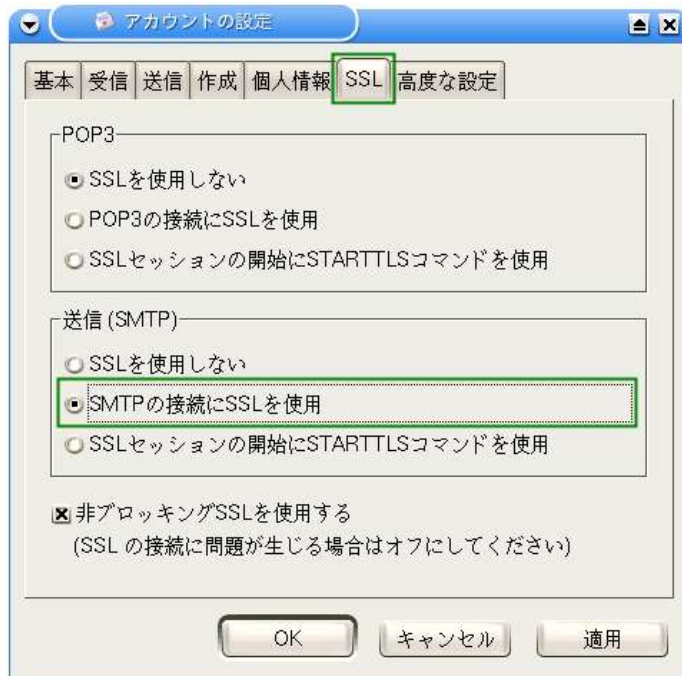 アカウントの設定
基本 受信 送信 作成 個人情報 SSL 高度な設定
POP3
SSLを使用しない
POP3の接続にSSLを使用
SSLセッションの開始にSTARTTLSコマンドを使用
送信 (SMTP)
SSLを使用しない
SMTPの接続にSSLを使用
SSLセッションの開始にSTARTTLSコマンドを使用
非ブロッキングSSLを使用する
(SSL の接続に問題が生じる場合はオフにしてください)
OK キャンセル 適用